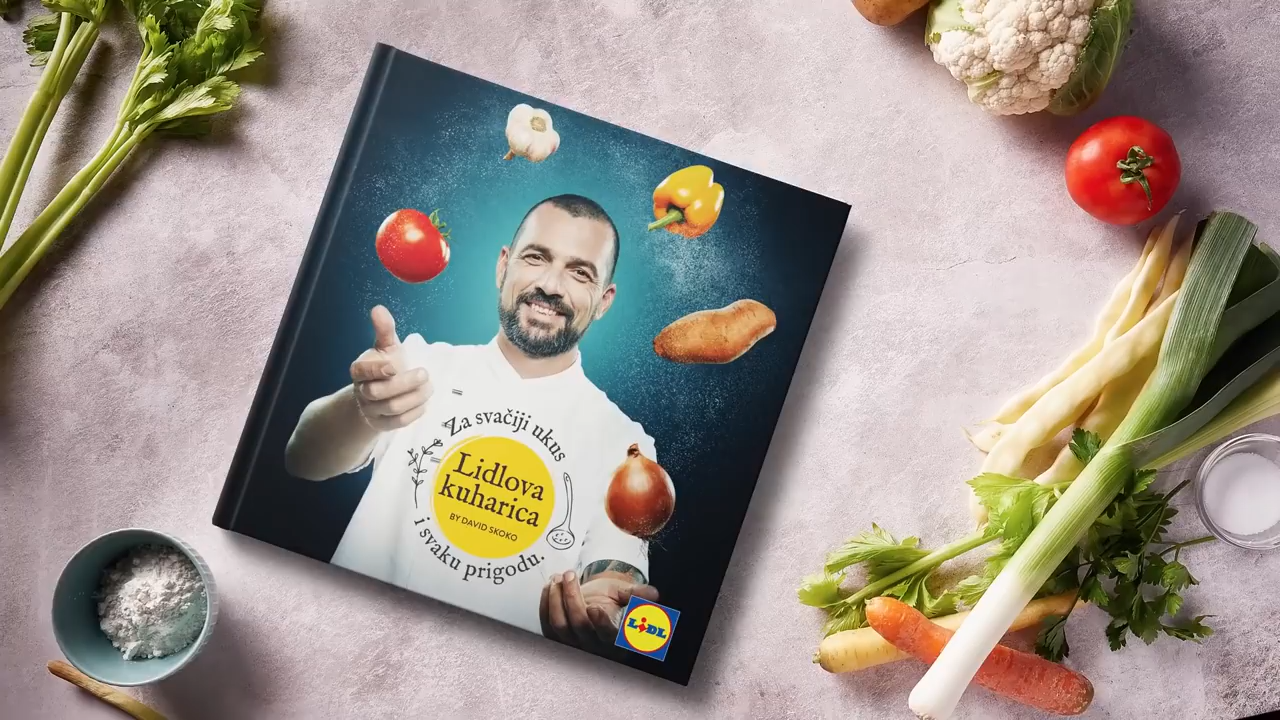 Za svačiji ukus
Lidlova
kuharica
BY DAVID SKOKO
i svaku prigodu.
LIDL